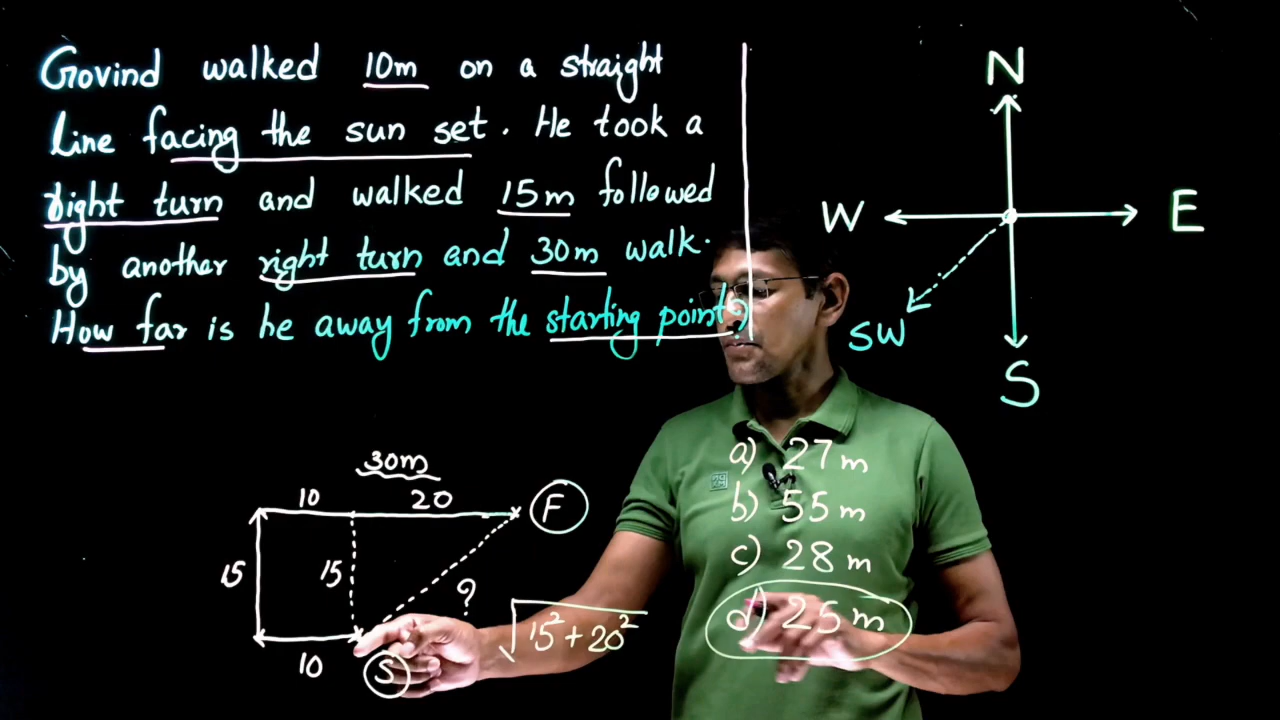 Govind walked 10m on a straight
line facing the sun set. He took a
right turn and walked 15m followed
by another right turn and 30m walk.
How far is he away from the starting point?
N
W E
SW
S
30m
10 20
F
15 15
?
10
S
√15²+20²
a) 27 m
b) 55 m
c) 28 m
d) 25 m